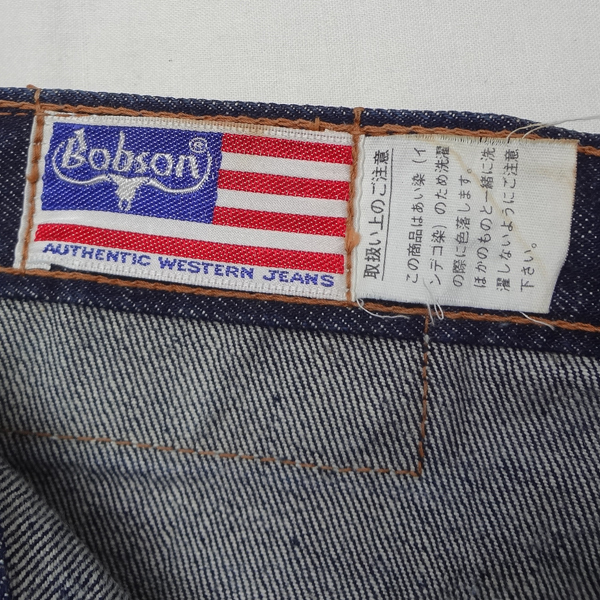 Bobson®
AUTHENTIC WESTERN JEANS
取扱い上のご注意
この商品はあい染(イ
ンデコ染)のため洗濯
の際に色落します。
ほかのものと一緒に洗
濯しないようにご注意
下さい。